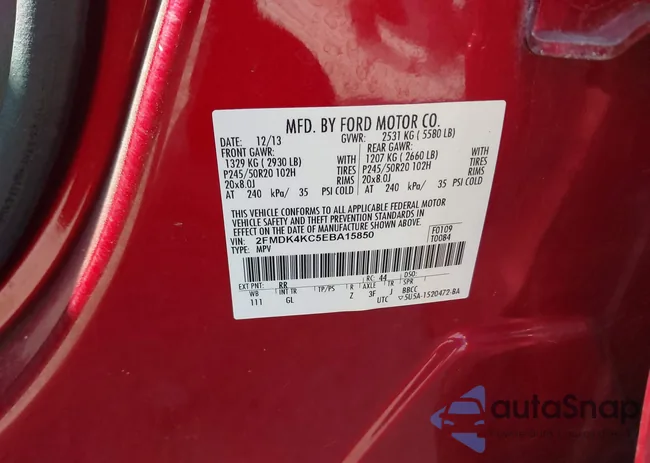 MFD. BY FORD MOTOR CO.
DATE: 12/13 GVWR: 2531 KG ( 5580 LB)
FRONT GAWR: REAR GAWR:
1329 KG ( 2930 LB) WITH 1207 KG ( 2660 LB) WITH
P245/50R20 102H TIRES P245/50R20 102H TIRES
20x8.0J RIMS 20x8.0J RIMS
AT 240 kPa/ 35 PSI COLD AT 240 kPa/ 35 PSI COLD
THIS VEHICLE CONFORMS TO ALL APPLICABLE FEDERAL MOTOR
VEHICLE SAFETY AND THEFT PREVENTION STANDARDS IN
EFFECT ON THE DATE OF MANUFACTURE SHOWN ABOVE.
VIN: 2FMDK4KC5EBA15850 F0109
TYPE: MPV T0084
EXT PNT: RR RC: 44 DSO:
WB INT TR TP/PS R AXLE TR SPR
111 GL Z 3F J BBCC
UTC ▽5U5A-1520472-BA
autoSnap